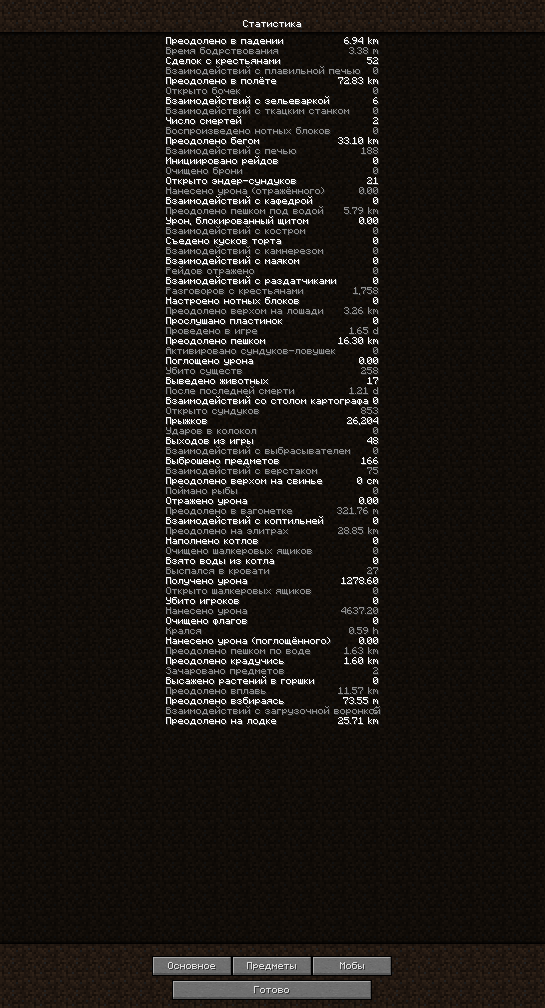 Статистика
Преодолено в падении 6.94 km
Время бодрствования 3.38 m
Сделок с крестьянами 52
Взаимодействий с плавильной печью 0
Преодолено в полёте 72.83 km
Открыто бочек 0
Взаимодействий с зельеваркой 6
Взаимодействий с ткацким станком 0
Число смертей 2
Воспроизведено нотных блоков 0
Преодолено бегом 33.10 km
Взаимодействий с печью 188
Инициировано рейдов 0
Очищено брони 0
Открыто эндер-сундуков 21
Нанесено урона (отражённого) 0.00
Взаимодействий с кафедрой 0
Преодолено пешком под водой 5.79 km
Урон, блокированный щитом 0.00
Взаимодействий с костром 0
Съедено кусков торта 0
Взаимодействий с камнерезом 0
Взаимодействий с маяком 0
Рейдов отражено 0
Взаимодействий с раздатчиками 0
Разговоров с крестьянами 1,758
Настроено нотных блоков 0
Преодолено верхом на лошади 3.26 km
Прослушано пластинок 0
Проведено в игре 1.65 d
Преодолено пешком 16.30 km
Активировано сундуков-ловушек 0
Поглощено урона 0.00
Убито существ 258
Выведено животных 17
После последней смерти 1.21 d
Взаимодействий со столом картографа 0
Открыто сундуков 853
Прыжков 26,204
Ударов в колокол 0
Выходов из игры 48
Взаимодействий с выбрасывателем 0
Выброшено предметов 166
Взаимодействий с верстаком 75
Преодолено верхом на свинье 0 cm
Поймано рыбы 0
Отражено урона 0.00
Преодолено в вагонетке 321.76 m
Взаимодействий с коптильней 0
Преодолено на элитрах 28.85 km
Наполнено котлов 0
Очищено шалкеровых ящиков 0
Взято воды из котла 0
Выспался в кровати 27
Получено урона 1278.60
Открыто шалкеровых ящиков 0
Убито игроков 0
Нанесено урона 4637.20
Очищено флагов 0
Крался 0.59 h
Нанесено урона (поглощённого) 0.00
Преодолено пешком по воде 1.63 km
Преодолено крадучись 1.60 km
Зачаровано предметов 2
Высажено растений в горшки 0
Преодолено вплавь 11.57 km
Преодолено взбираясь 73.55 m
Взаимодействий с загрузочной воронкой
Преодолено на лодке 25.71 km
Основное Предметы Мобы
Готово